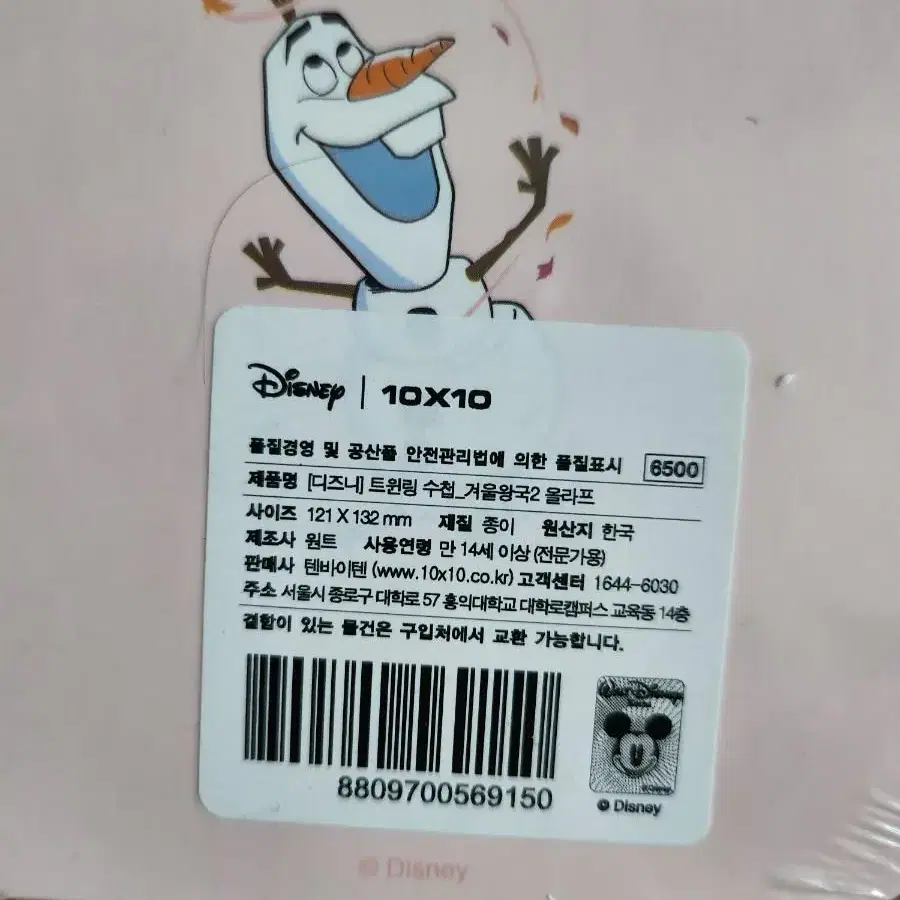 Disney | 10X10
품질경영 및 공산품 안전관리법에 의한 품질표시 6500
제품명 [디즈니] 트윈링 수첩_겨울왕국2 올라프
사이즈 121 X 132 mm 재질 종이 원산지 한국
제조사 원트 사용연령 만 14세 이상 (전문가용)
판매사 텐바이텐 (www.10x10.co.kr) 고객센터 1644-6030
주소 서울시 종로구 대학로 57 홍익대학교 대학로캠퍼스 교육동 14층
결함이 있는 물건은 구입처에서 교환 가능합니다.
Walt Disney
8809700569150
© Disney
© Disney